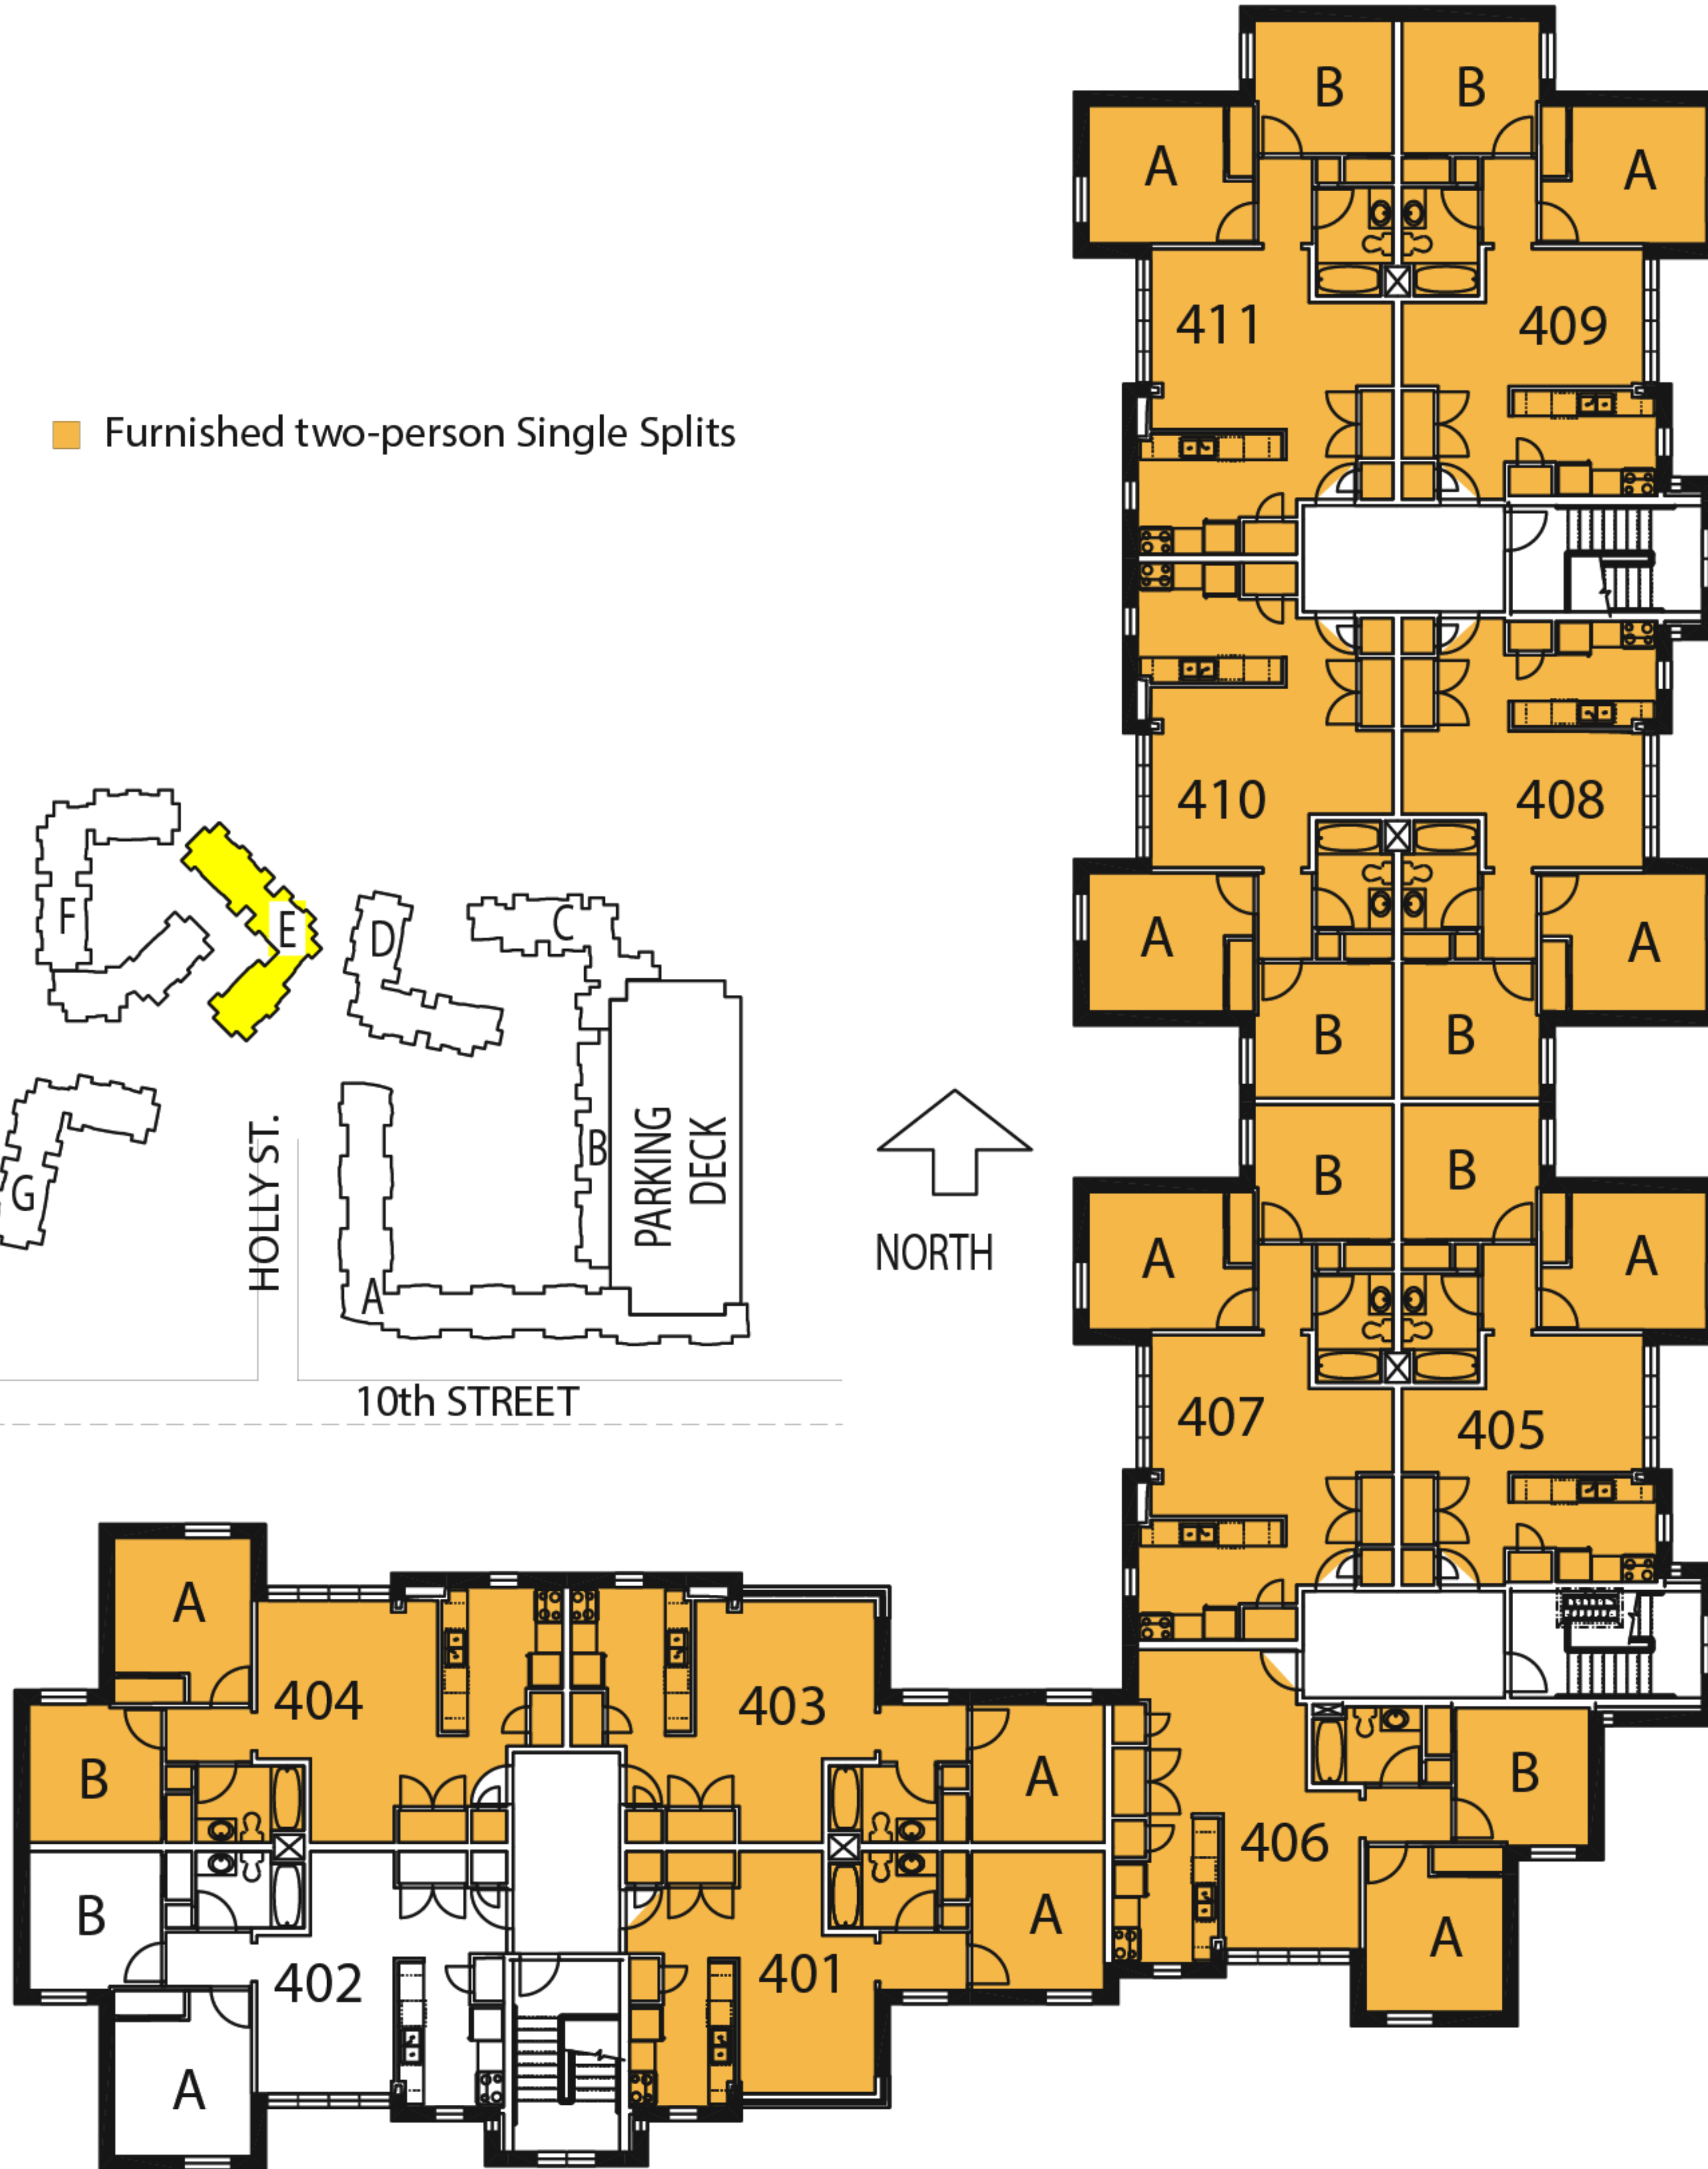 B
B
A
A
411
409
Furnished two-person Single Splits
410
408
A
A
B
B
F
E
D
C
B
B
A
A
G
HOLLY ST.
B
PARKING
DECK
NORTH
A
10th STREET
407
405
A
404
403
B
A
B
406
B
A
A
402
401
A